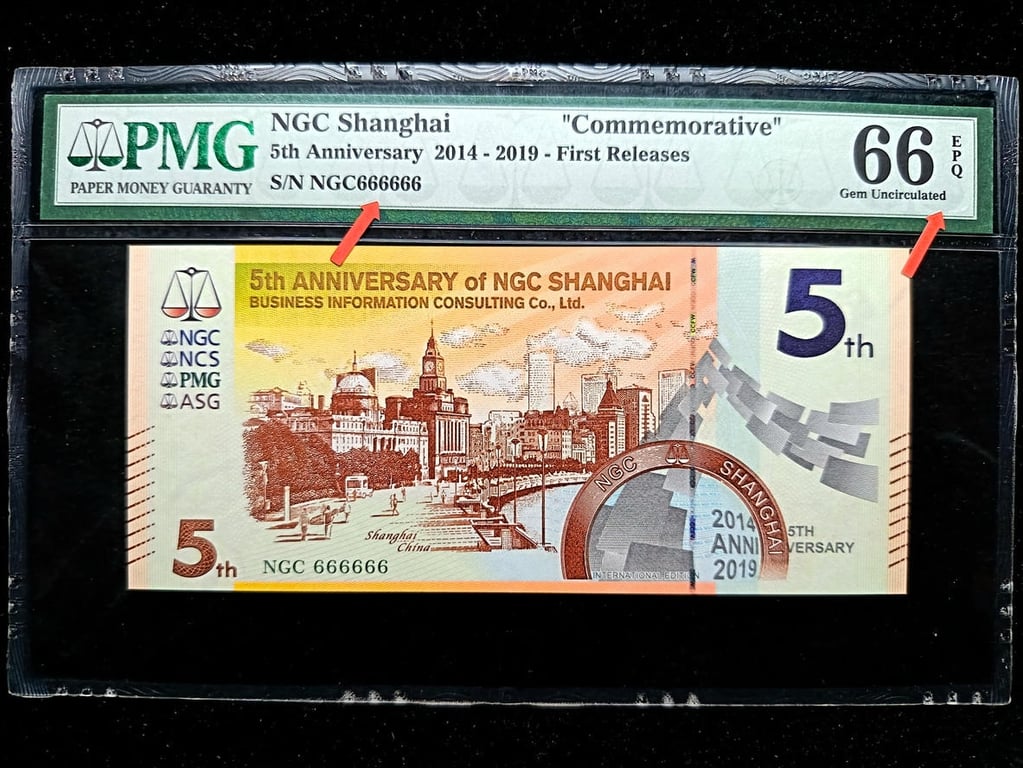 PMG
PAPER MONEY GUARANTY
NGC Shanghai "Commemorative"
5th Anniversary 2014 - 2019 - First Releases
S/N NGC666666
66
EPQ
Gem Uncirculated
5th ANNIVERSARY of NGC SHANGHAI
BUSINESS INFORMATION CONSULTING Co., Ltd.
NGC
NCS
PMG
ASG
5th
Shanghai
China
5th
NGC 666666
NGC SHANGHAI
2014 5TH
ANNIVERSARY
2019
INTERNATIONAL EDITION